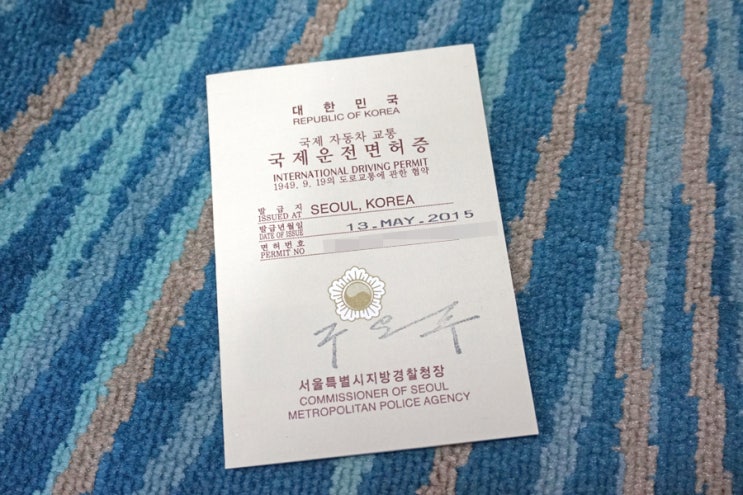 대한민국
REPUBLIC OF KOREA
국제 자동차 교통
국제운전면허증
INTERNATIONAL DRIVING PERMIT
1949. 9. 19의 도로교통에 관한 협약
발급지
ISSUED AT SEOUL, KOREA
발급년월일
DATE OF ISSUE 13.MAY.2015
면허번호
PERMIT NO
구은수
서울특별시지방경찰청장
COMMISSIONER OF SEOUL
METROPOLITAN POLICE AGENCY